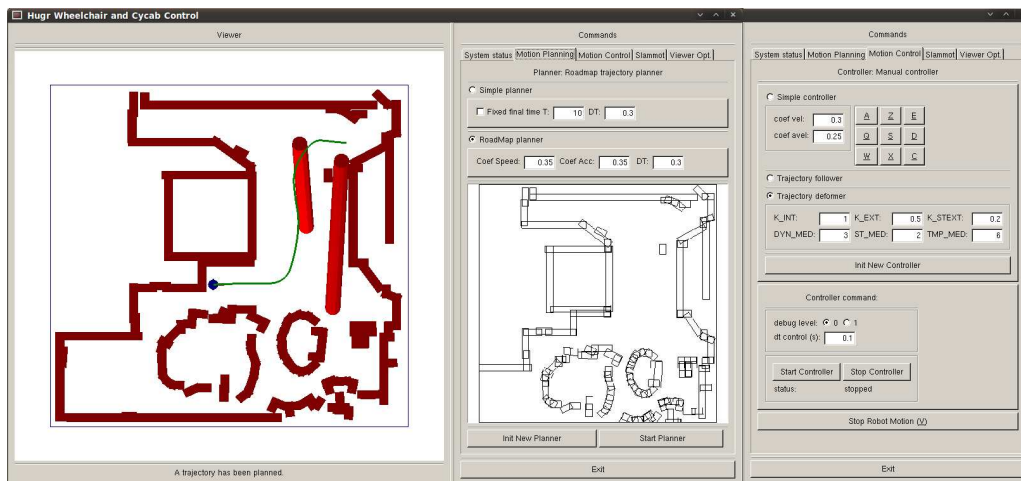 Hugr Wheelchair and Cycab Control
Viewer
A trajectory has been planned.
Commands
System status Motion Planning Motion Control Slammot Viewer Opt.
Planner: Roadmap trajectory planner
Simple planner
Fixed final time T: 10 DT: 0.3
RoadMap planner
Coef Speed: 0.35 Coef Acc: 0.35 DT: 0.3
Init New Planner Start Planner
Exit
Commands
System status Motion Planning Motion Control Slammot Viewer Opt.
Controller: Manual controller
Simple controller
coef vel: 0.3
coef avel: 0.25
A Z E
Q S D
W X C
Trajectory follower
Trajectory deformer
K_INT: 1 K_EXT: 0.5 K_STEXT: 0.2
DYN_MED: 3 ST_MED: 2 TMP_MED: 6
Init New Controller
Controller command:
debug level: 0 1
dt control (s): 0.1
Start Controller Stop Controller
status: stopped
Stop Robot Motion (V)
Exit